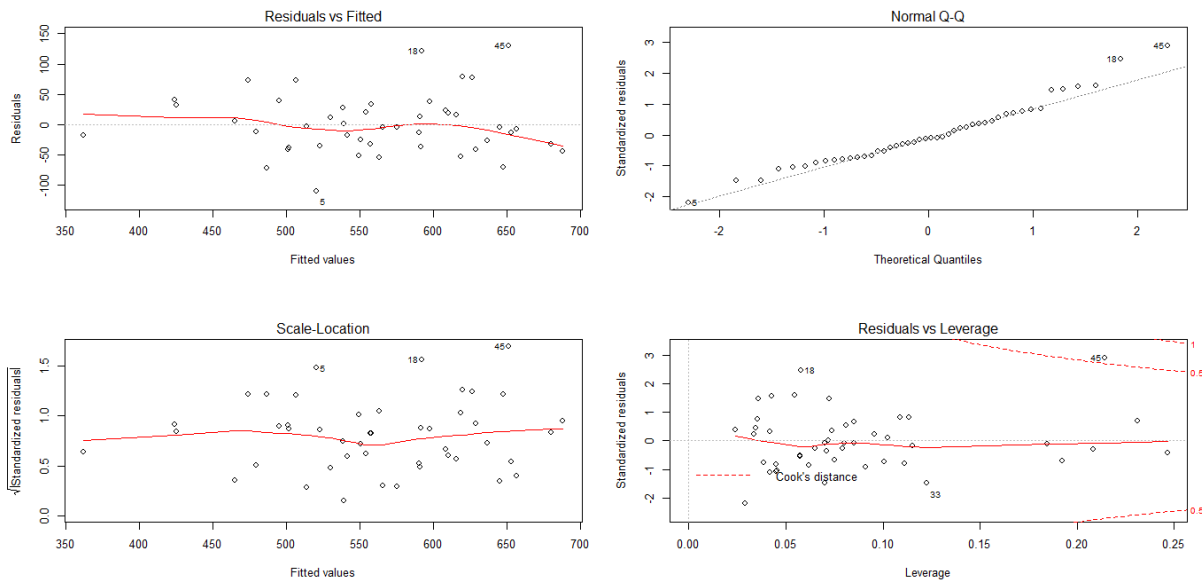 Residuals vs Fitted
Residuals
150
100
50
0
-50
-100
18
45
5
350 400 450 500 550 600 650 700
Fitted values
Normal Q-Q
Standardized residuals
3
2
1
0
-1
-2
45
18
5
-2 -1 0 1 2
Theoretical Quantiles
Scale-Location
√|Standardized residuals|
1.5
1.0
0.5
0.0
45
18
5
350 400 450 500 550 600 650 700
Fitted values
Residuals vs Leverage
Standardized residuals
3
2
1
0
-1
-2
1
0.5
45
18
Cook's distance
33
0.5
0.00 0.05 0.10 0.15 0.20 0.25
Leverage